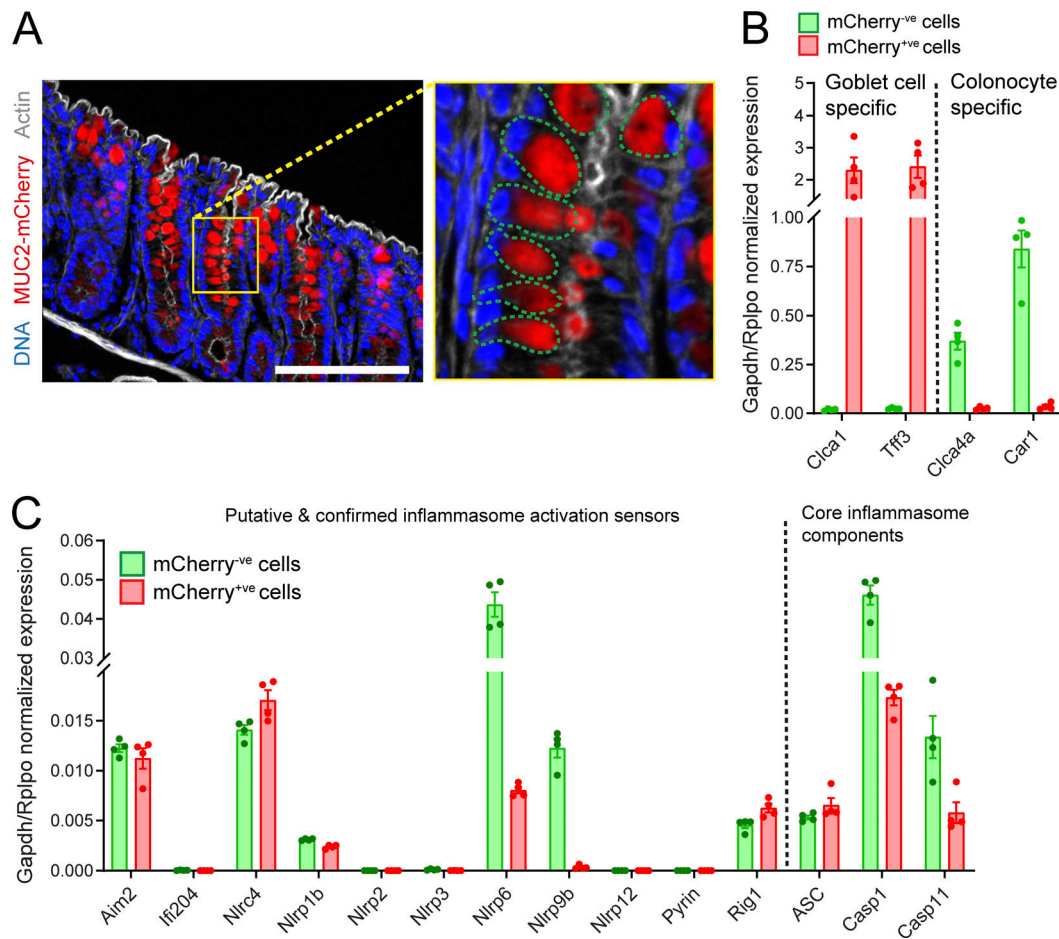 A
DNA MUC2-mCherry Actin
B
mCherry-ve cells
mCherry+ve cells
Goblet cell
specific
Colonocyte
specific
Gapdh/Rplpo normalized expression
5
4
3
2
1.00
0.75
0.50
0.25
0.00
Clca1
Tff3
Clca4a
Car1
C
Putative & confirmed inflammasome activation sensors
Core inflammasome
components
mCherry-ve cells
mCherry+ve cells
Gapdh/Rplpo normalized expression
0.06
0.05
0.04
0.03
0.015
0.010
0.005
0.000
Aim2
Ifi204
Nlrc4
Nlrp1b
Nlrp2
Nlrp3
Nlrp6
Nlrp9b
Nlrp12
Pyrin
Rig1
ASC
Casp1
Casp11